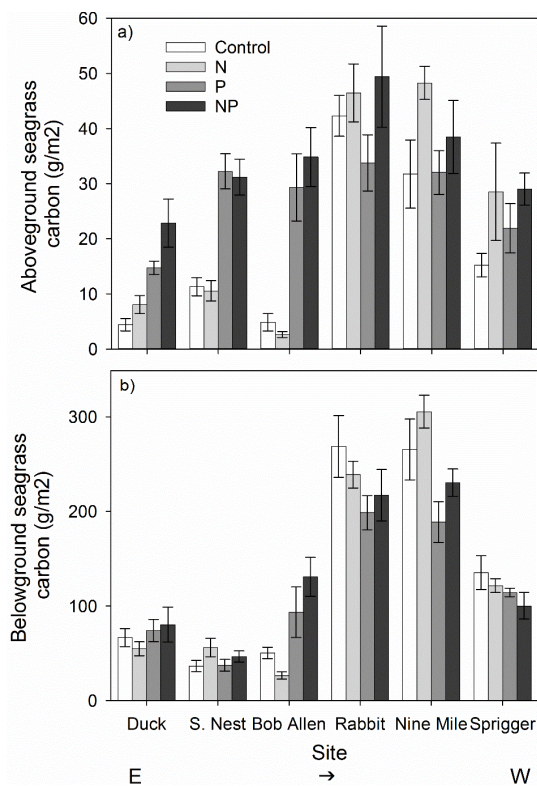 60
50
40
30
20
10
0
Aboveground seagrass
carbon (g/m2)
a)
Control
N
P
NP
b)
300
200
100
0
Belowground seagrass
carbon (g/m2)
Duck S. Nest Bob Allen Rabbit Nine Mile Sprigger
Site
E → W